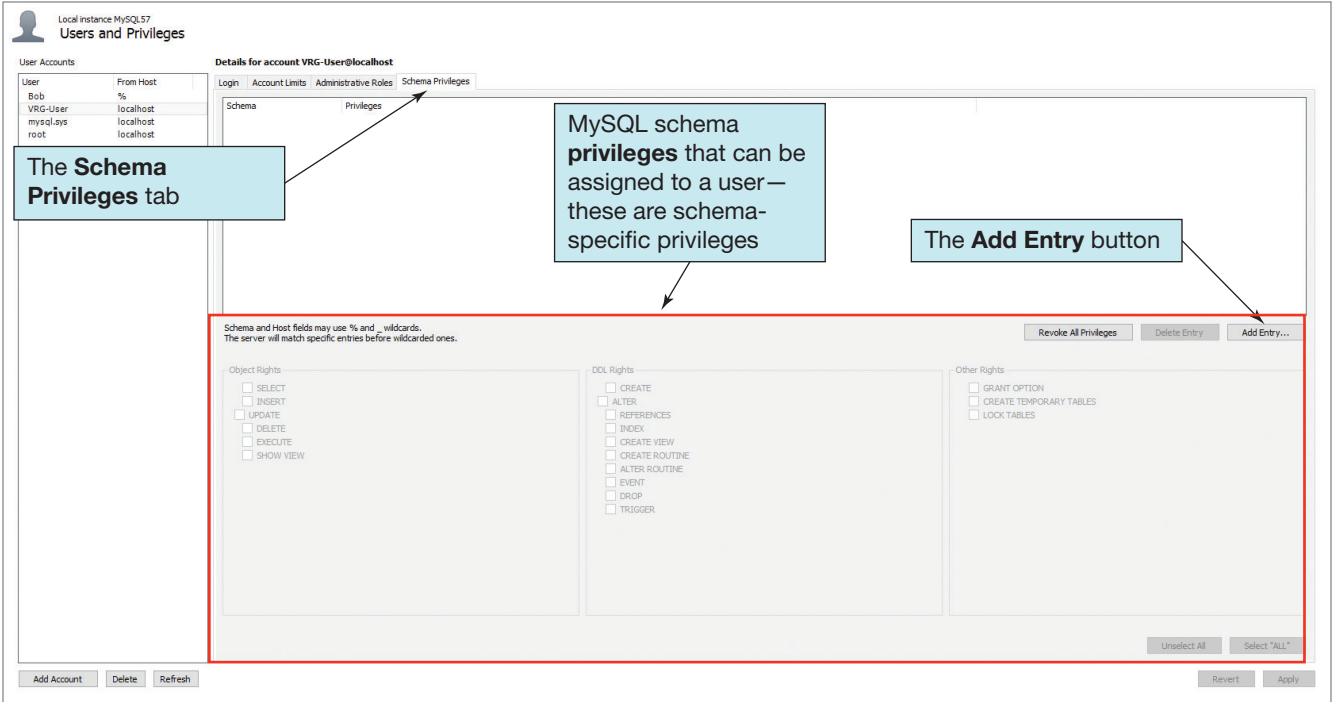 Local instance MySQL57
Users and Privileges
User Accounts
User From Host
Bob %
VRG-User localhost
mysql.sys localhost
root localhost
Details for account VRG-User@localhost
Login Account Limits Administrative Roles Schema Privileges
Schema Privileges
The Schema
Privileges tab
MySQL schema
privileges that can be
assigned to a user—
these are schema-
specific privileges
The Add Entry button
Schema and Host fields may use % and _ wildcards.
The server will match specific entries before wildcarded ones.
Revoke All Privileges Delete Entry Add Entry...
Object Rights
SELECT
INSERT
UPDATE
DELETE
EXECUTE
SHOW VIEW
DDL Rights
CREATE
ALTER
REFERENCES
INDEX
CREATE VIEW
CREATE ROUTINE
ALTER ROUTINE
EVENT
DROP
TRIGGER
Other Rights
GRANT OPTION
CREATE TEMPORARY TABLES
LOCK TABLES
Unselect All Select "ALL"
Add Account Delete Refresh
Revert Apply